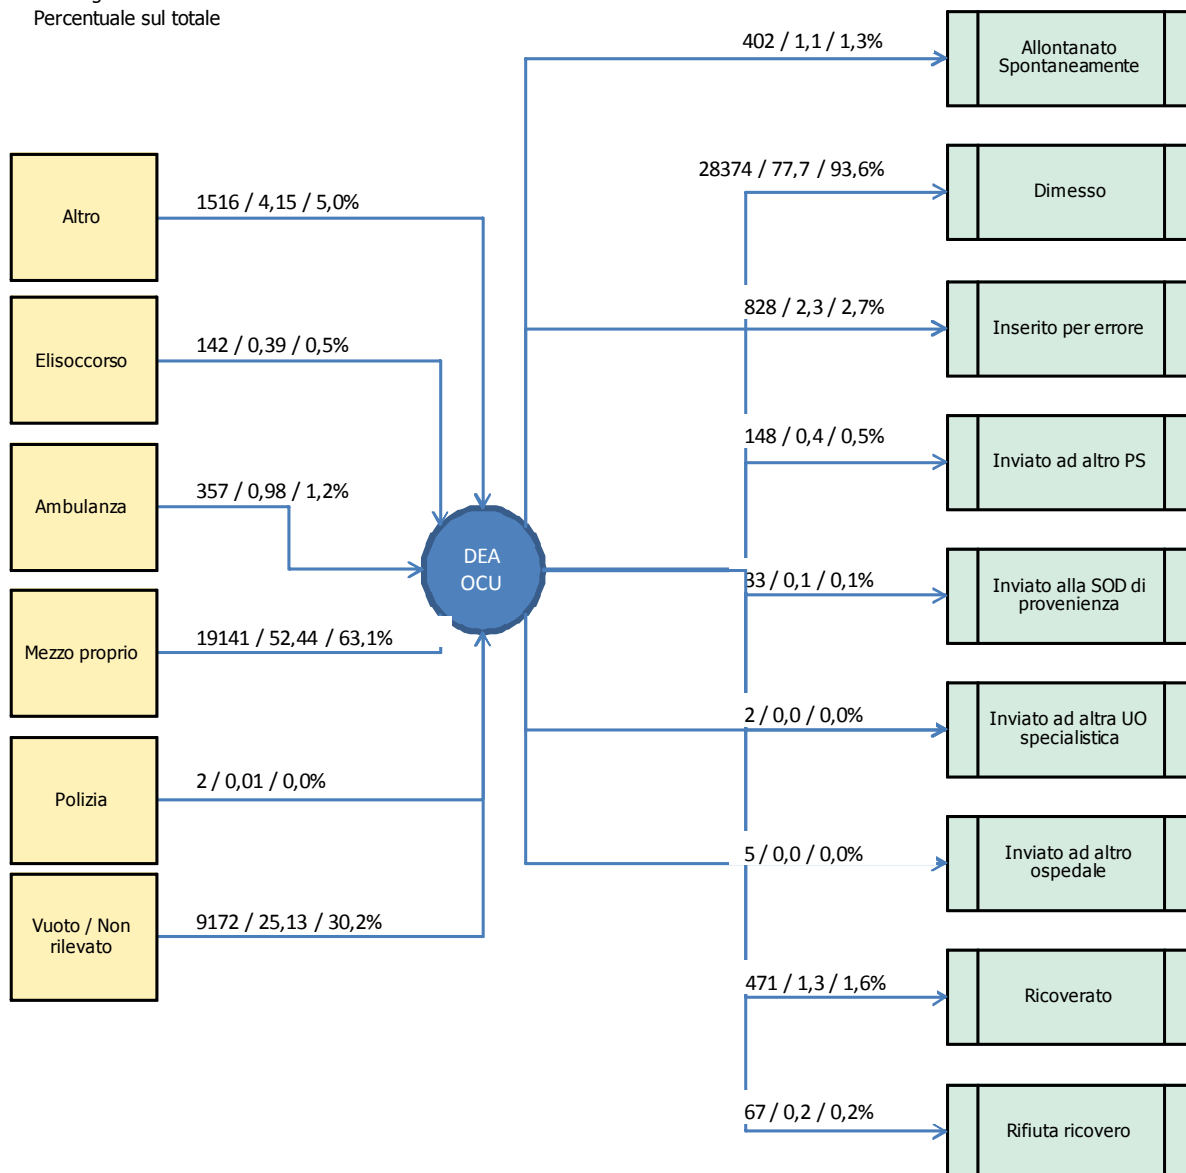 Percentuale sul totale
402 / 1,1 / 1,3%
Allontanato
Spontaneamente
28374 / 77,7 / 93,6%
Dimesso
Altro
1516 / 4,15 / 5,0%
828 / 2,3 / 2,7%
Inserito per errore
Elisoccorso
142 / 0,39 / 0,5%
148 / 0,4 / 0,5%
Inviato ad altro PS
Ambulanza
357 / 0,98 / 1,2%
DEA
OCU
33 / 0,1 / 0,1%
Inviato alla SOD di
provenienza
Mezzo proprio
19141 / 52,44 / 63,1%
2 / 0,0 / 0,0%
Inviato ad altra UO
specialistica
Polizia
2 / 0,01 / 0,0%
5 / 0,0 / 0,0%
Inviato ad altro
ospedale
Vuoto / Non
rilevato
9172 / 25,13 / 30,2%
471 / 1,3 / 1,6%
Ricoverato
67 / 0,2 / 0,2%
Rifiuta ricovero